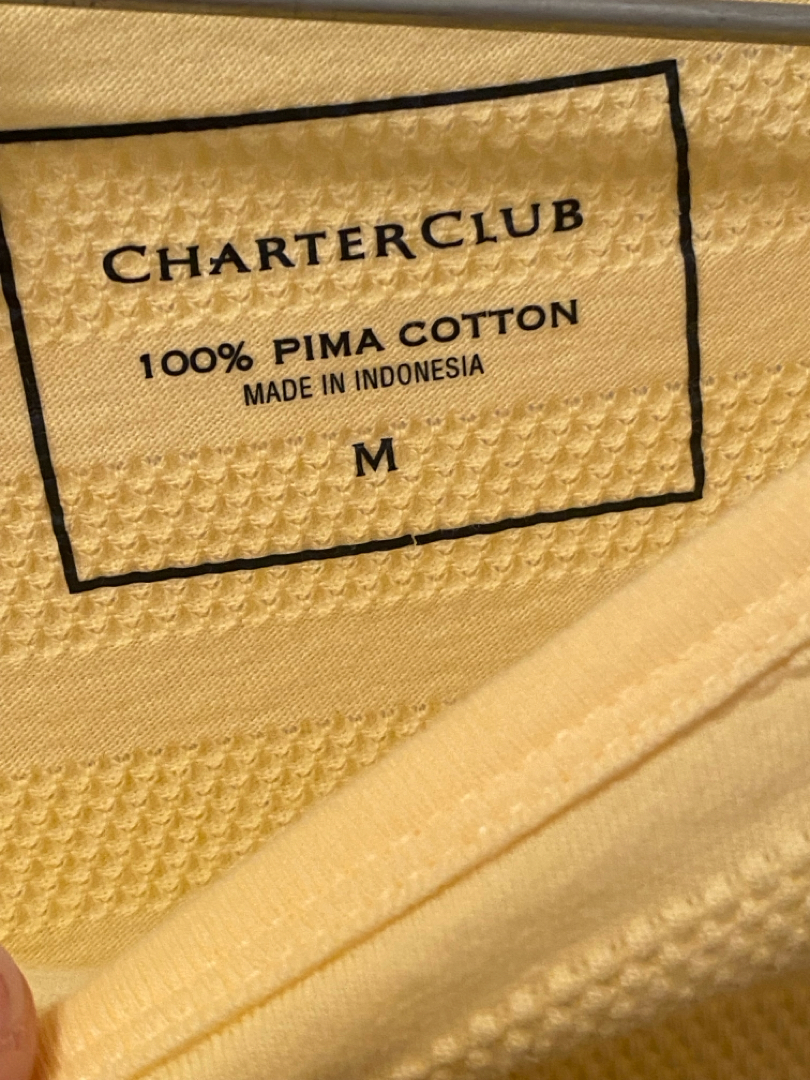 CHARTERCLUB
100% PIMA COTTON
MADE IN INDONESIA
M